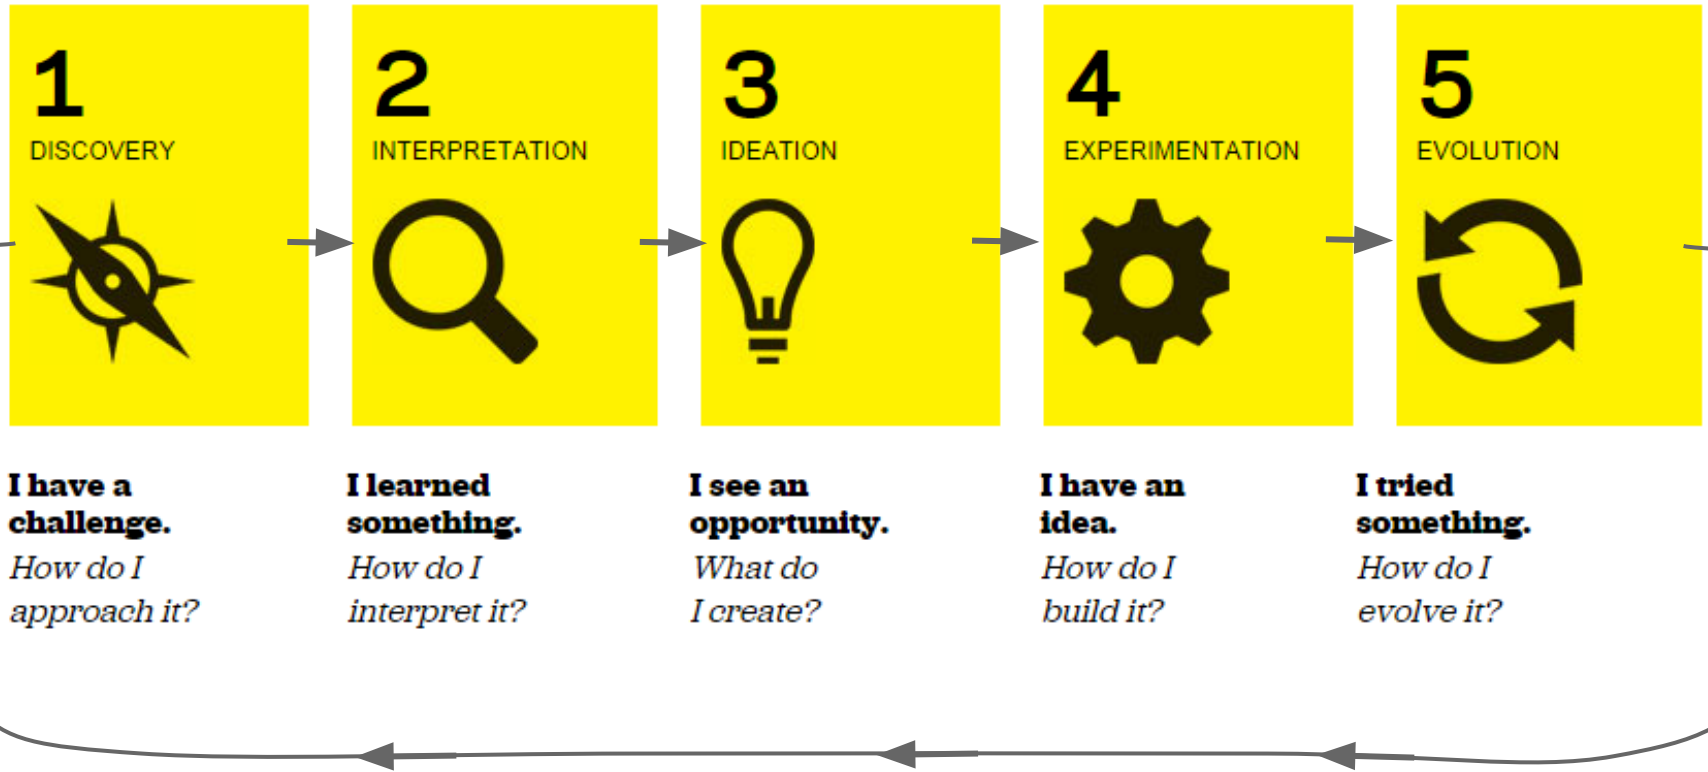 1
DISCOVERY
I have a
challenge.
How do I
approach it?
2
INTERPRETATION
I learned
something.
How do I
interpret it?
3
IDEATION
I see an
opportunity.
What do
I create?
4
EXPERIMENTATION
I have an
idea.
How do I
build it?
5
EVOLUTION
I tried
something.
How do I
evolve it?